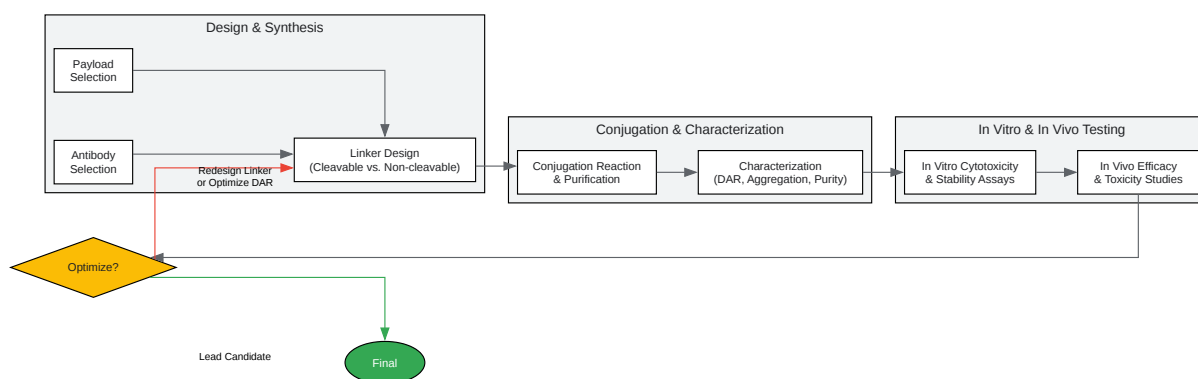 Design & Synthesis
Payload
Selection
Antibody
Selection
Redesign Linker
or Optimize DAR
Linker Design
(Cleavable vs. Non-cleavable)
Conjugation & Characterization
Conjugation Reaction
& Purification
Characterization
(DAR, Aggregation, Purity)
In Vitro & In Vivo Testing
In Vitro Cytotoxicity
& Stability Assays
In Vivo Efficacy
& Toxicity Studies
Optimize?
Lead Candidate
Final